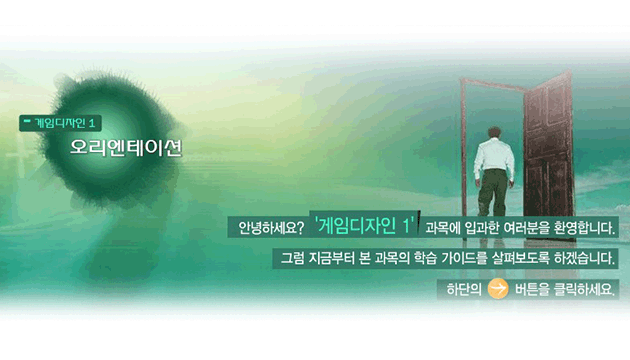 게임디자인 1
오리엔테이션
안녕하세요? '게임디자인 1' 과목에 입과한 여러분을 환영합니다.
그럼 지금부터 본 과목의 학습 가이드를 살펴보도록 하겠습니다.
하단의 버튼을 클릭하세요.